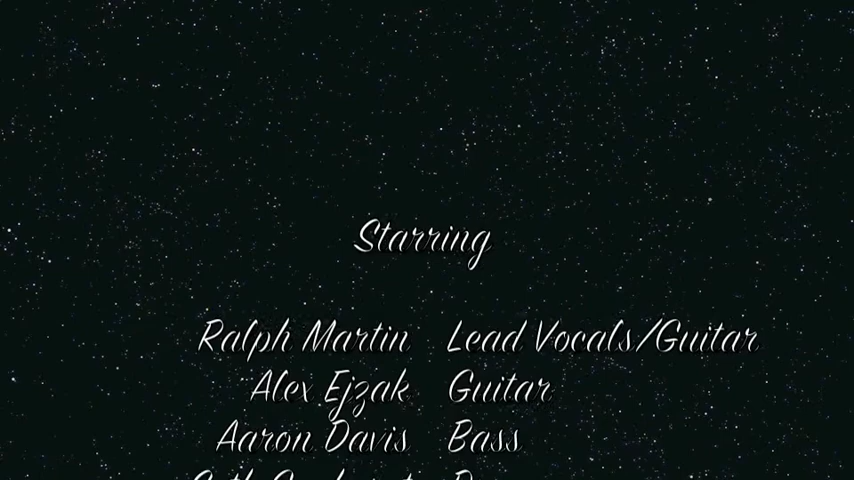 Starring
Ralph Martin Lead Vocals/Guitar
Alex Ejzak Guitar
Aaron Davis Bass